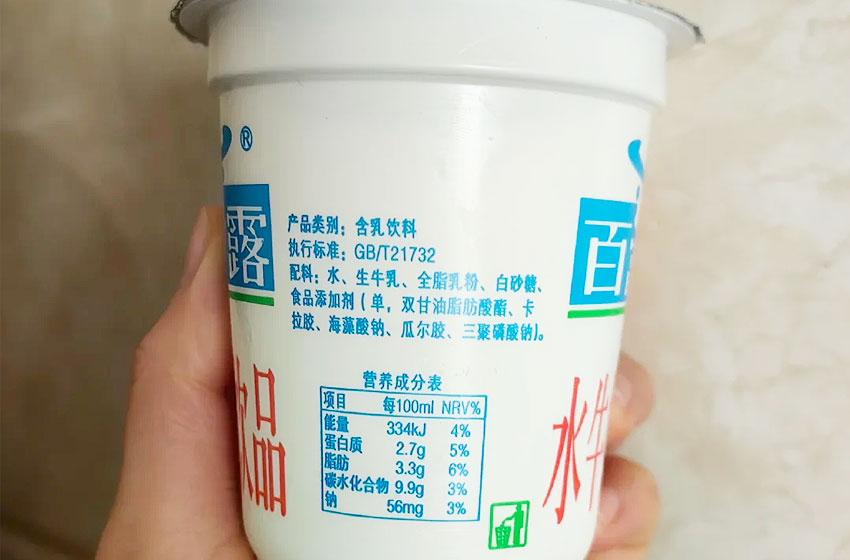 ®
露
百
产品类别：含乳饮料
执行标准：GB/T21732
配料：水、生牛乳、全脂乳粉、白砂糖、
食品添加剂（单，双甘油脂肪酸酯、卡
拉胶、海藻酸钠、瓜尔胶、三聚磷酸钠)。
营养成分表
项目 每100ml NRV%
能量 334kJ 4%
蛋白质 2.7g 5%
脂肪 3.3g 6%
碳水化合物 9.9g 3%
钠 56mg 3%
饮品
水牛